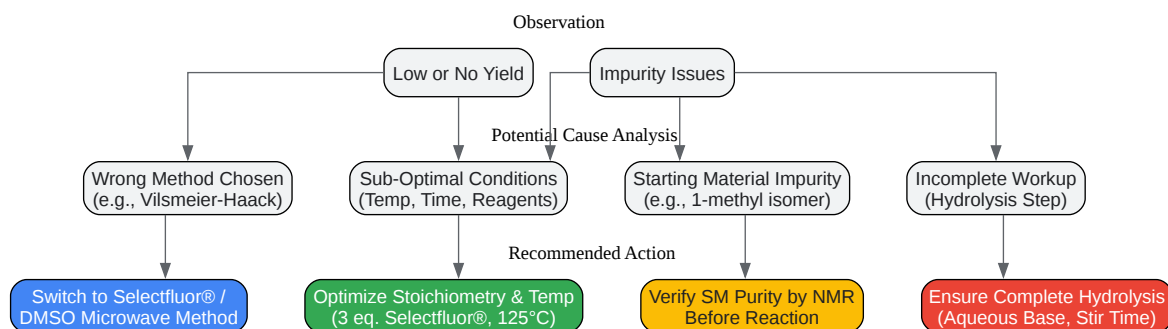 Observation
Low or No Yield
Impurity Issues
Potential Cause Analysis
Wrong Method Chosen
(e.g., Vilsmeier-Haack)
Sub-Optimal Conditions
(Temp, Time, Reagents)
Starting Material Impurity
(e.g., 1-methyl isomer)
Incomplete Workup
(Hydrolysis Step)
Recommended Action
Switch to Selectfluor® /
DMSO Microwave Method
Optimize Stoichiometry & Temp
(3 eq. Selectfluor®, 125°C)
Verify SM Purity by NMR
Before Reaction
Ensure Complete Hydrolysis
(Aqueous Base, Stir Time)